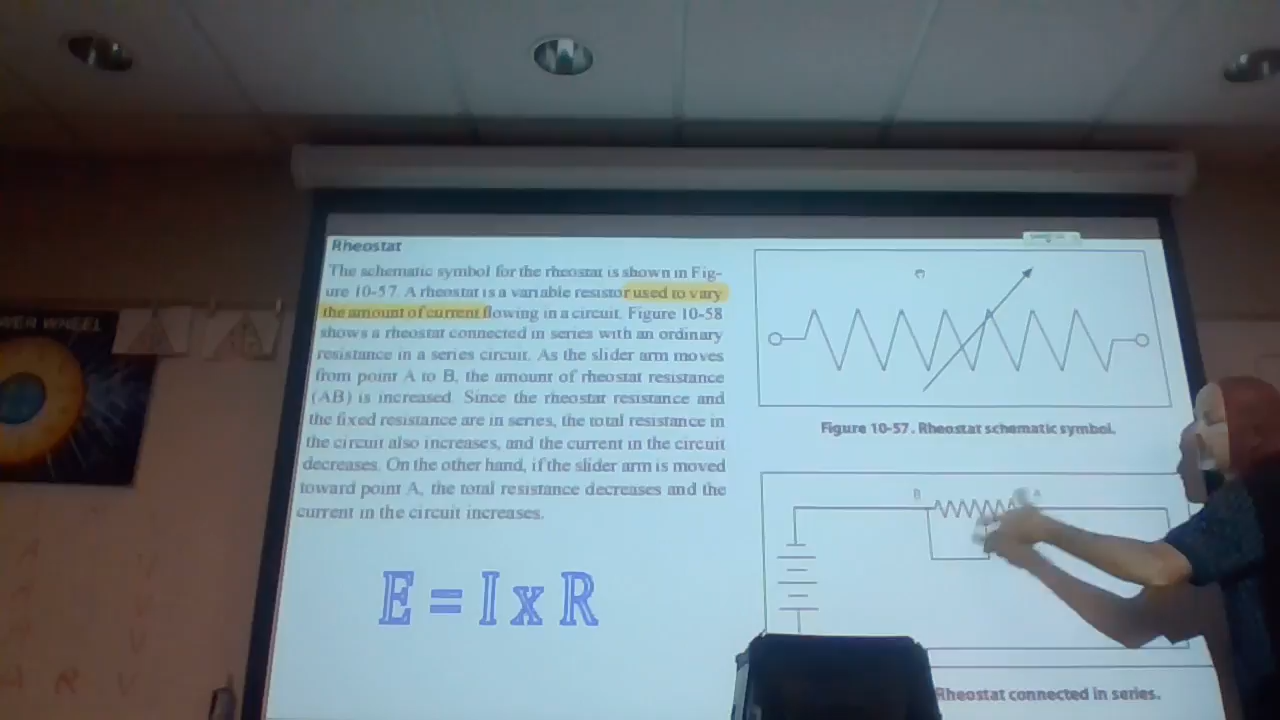 Rheostat
The schematic symbol for the rheostat is shown in Fig-
ure 10-57. A rheostat is a variable resistor used to vary
the amount of current flowing in a circuit. Figure 10-58
shows a rheostat connected in series with an ordinary
resistance in a series circuit. As the slider arm moves
from point A to B, the amount of rheostat resistance
(AB) is increased. Since the rheostat resistance and
the fixed resistance are in series, the total resistance in
the circuit also increases, and the current in the circuit
decreases. On the other hand, if the slider arm is moved
toward point A, the total resistance decreases and the
current in the circuit increases.
E = I x R
Figure 10-57. Rheostat schematic symbol.
B A
Rheostat connected in series.
WER WHEEL
A V
R V